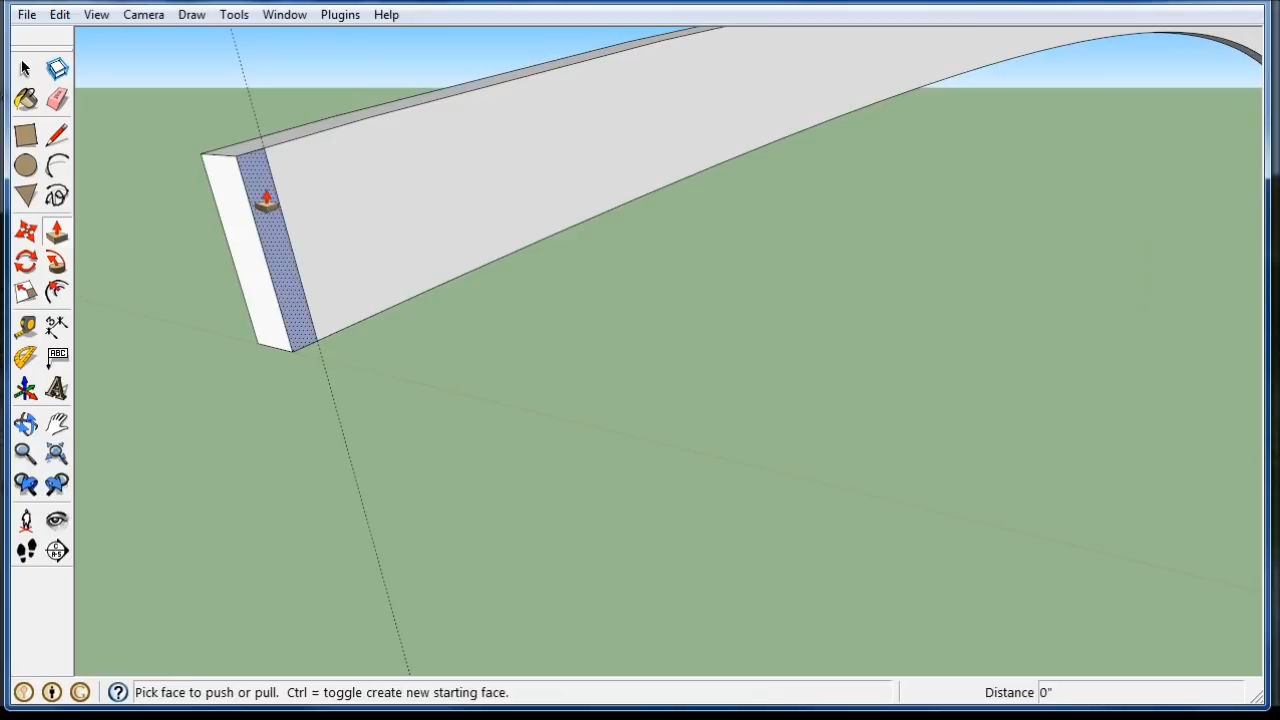 File Edit View Camera Draw Tools Window Plugins Help
ABC
Pick face to push or pull. Ctrl = toggle create new starting face. Distance 0"